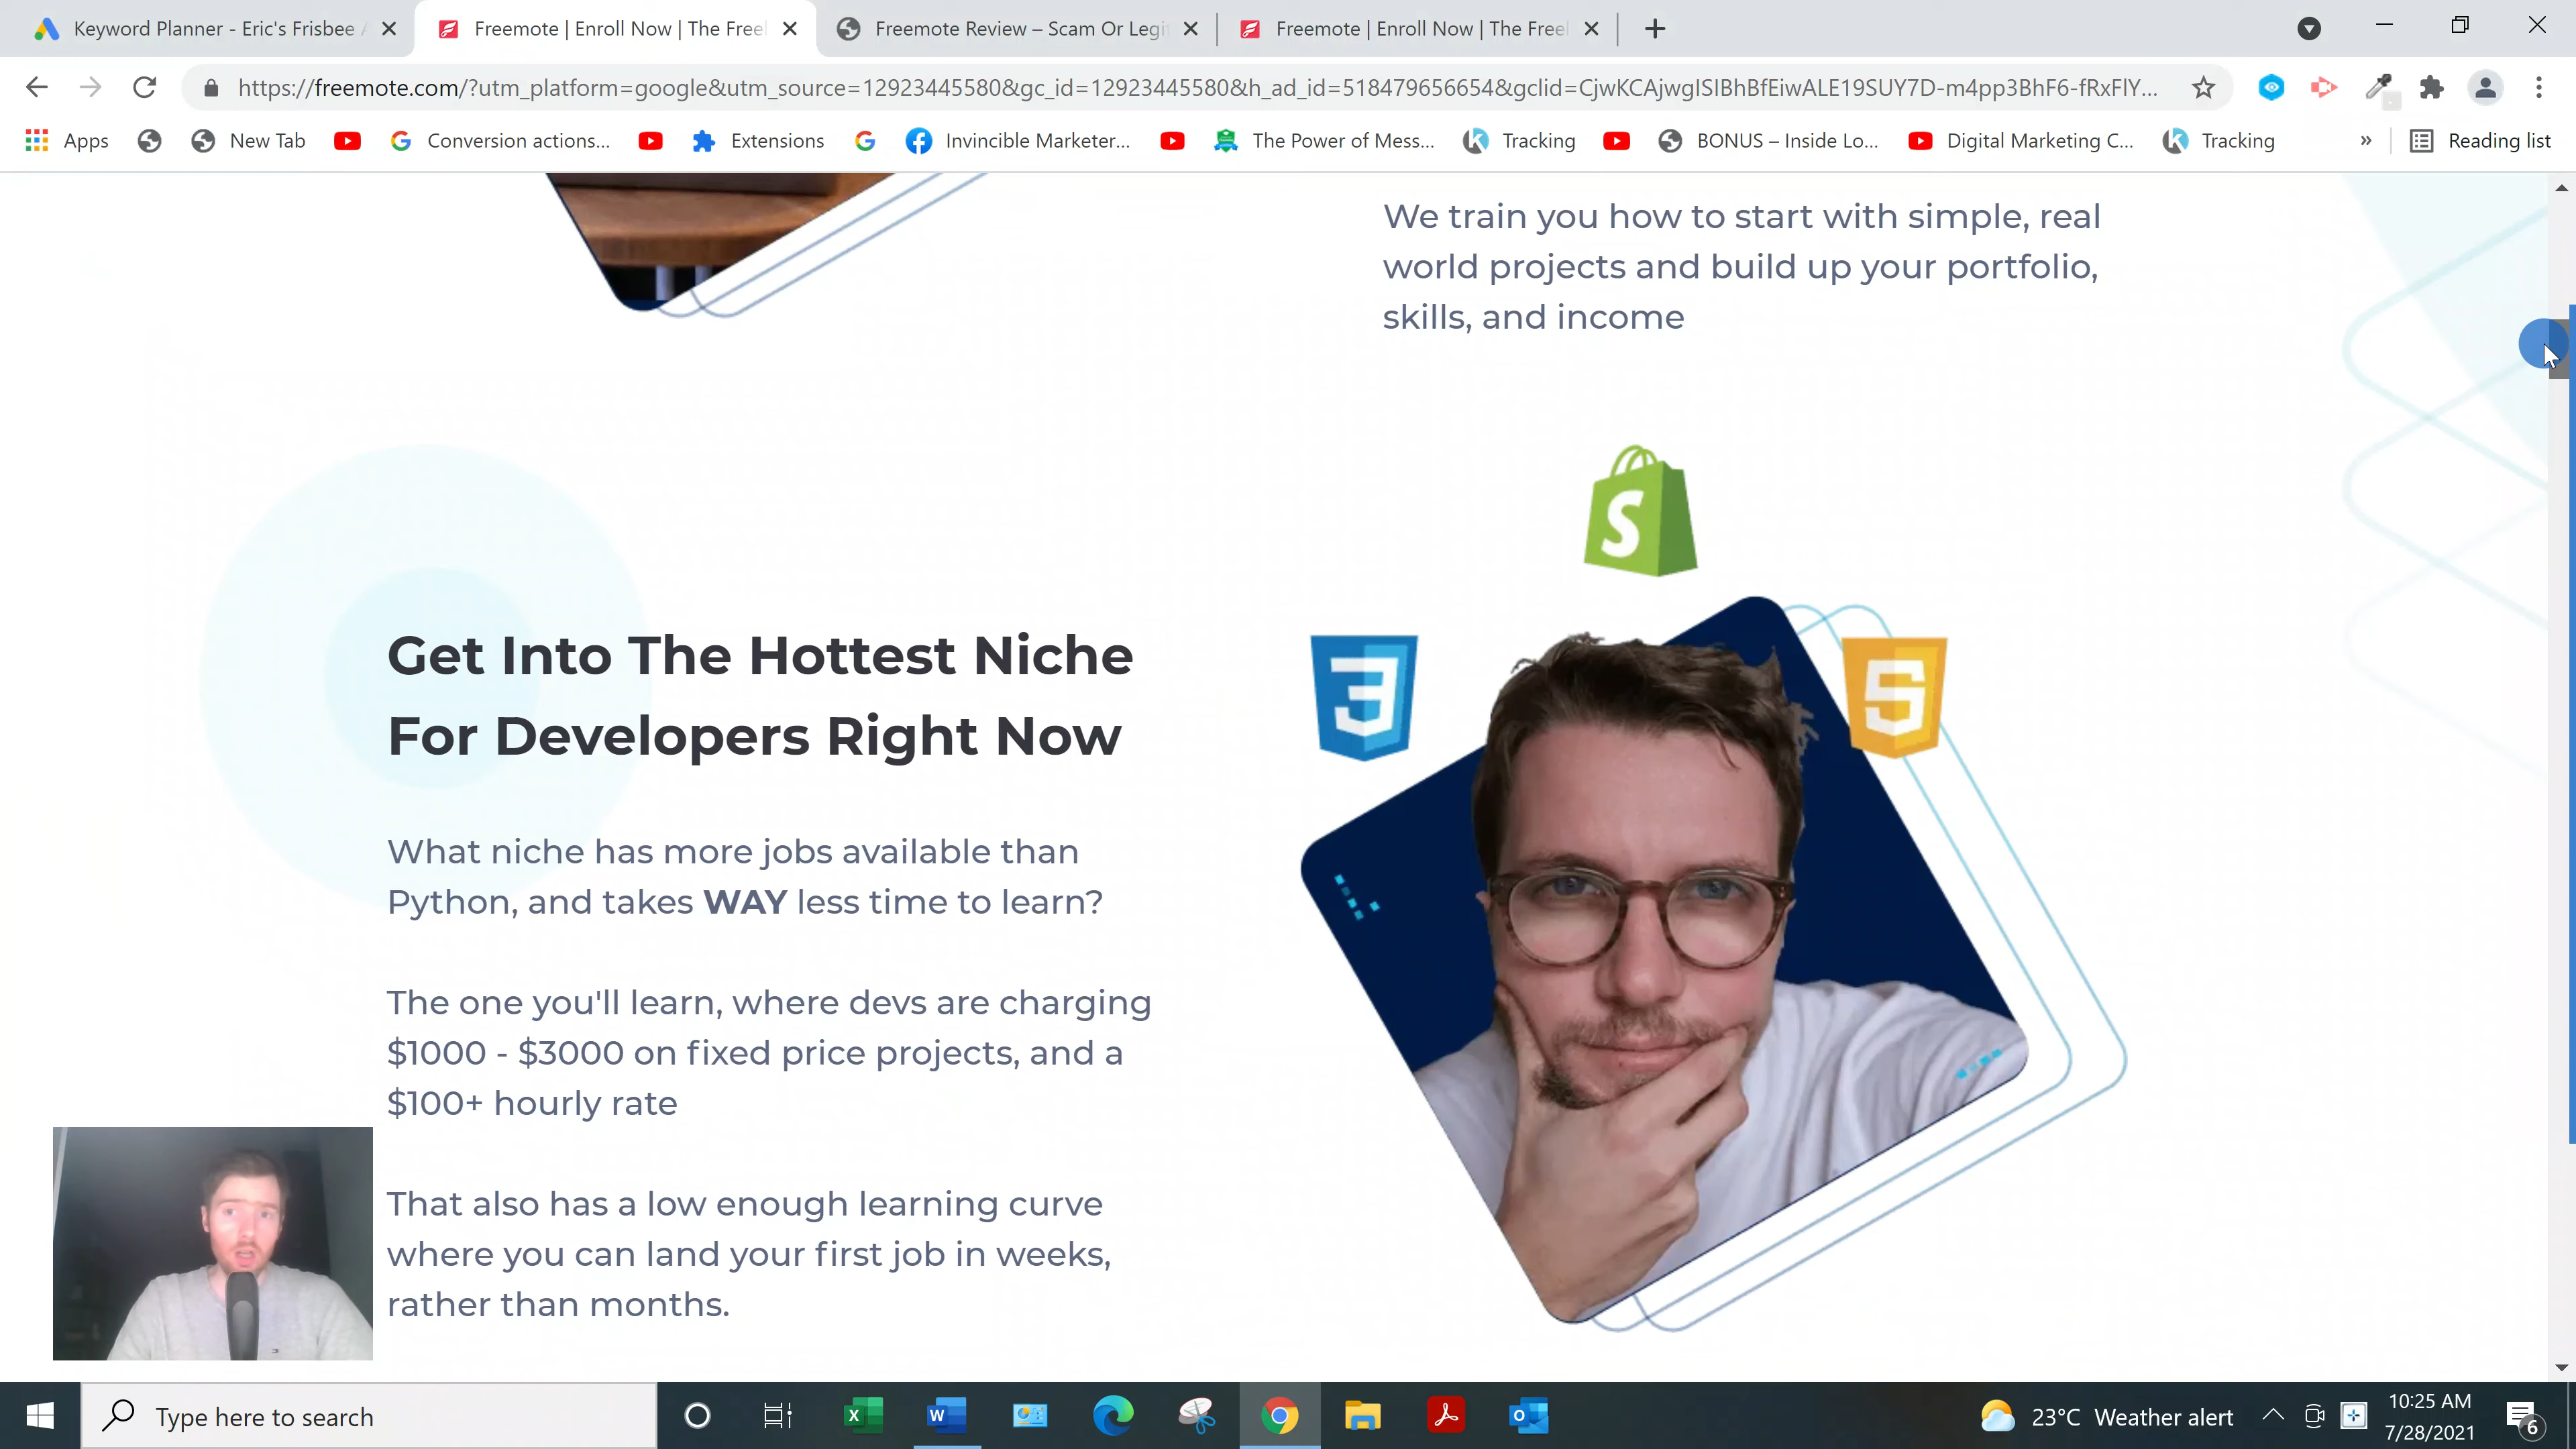 Keyword Planner - Eric's Frisbee A
Freemote | Enroll Now | The Freel
Freemote Review – Scam Or Legi
Freemote | Enroll Now | The Freel
https://freemote.com/?utm_platform=google&utm_source=12923445580&gc_id=12923445580&h_ad_id=518479656654&gclid=CjwKCAjwgISIBhBfEiwALE19SUY7D-m4pp3BhF6-fRxFlY...
Apps
New Tab
Conversion actions...
Extensions
Invincible Marketer...
The Power of Mess...
Tracking
BONUS – Inside Lo...
Digital Marketing C...
Tracking
»
Reading list
We train you how to start with simple, real
world projects and build up your portfolio,
skills, and income
Get Into The Hottest Niche
For Developers Right Now
What niche has more jobs available than
Python, and takes WAY less time to learn?
The one you'll learn, where devs are charging
$1000 - $3000 on fixed price projects, and a
$100+ hourly rate
That also has a low enough learning curve
where you can land your first job in weeks,
rather than months.
Type here to search
23°C Weather alert
10:25 AM
7/28/2021
6